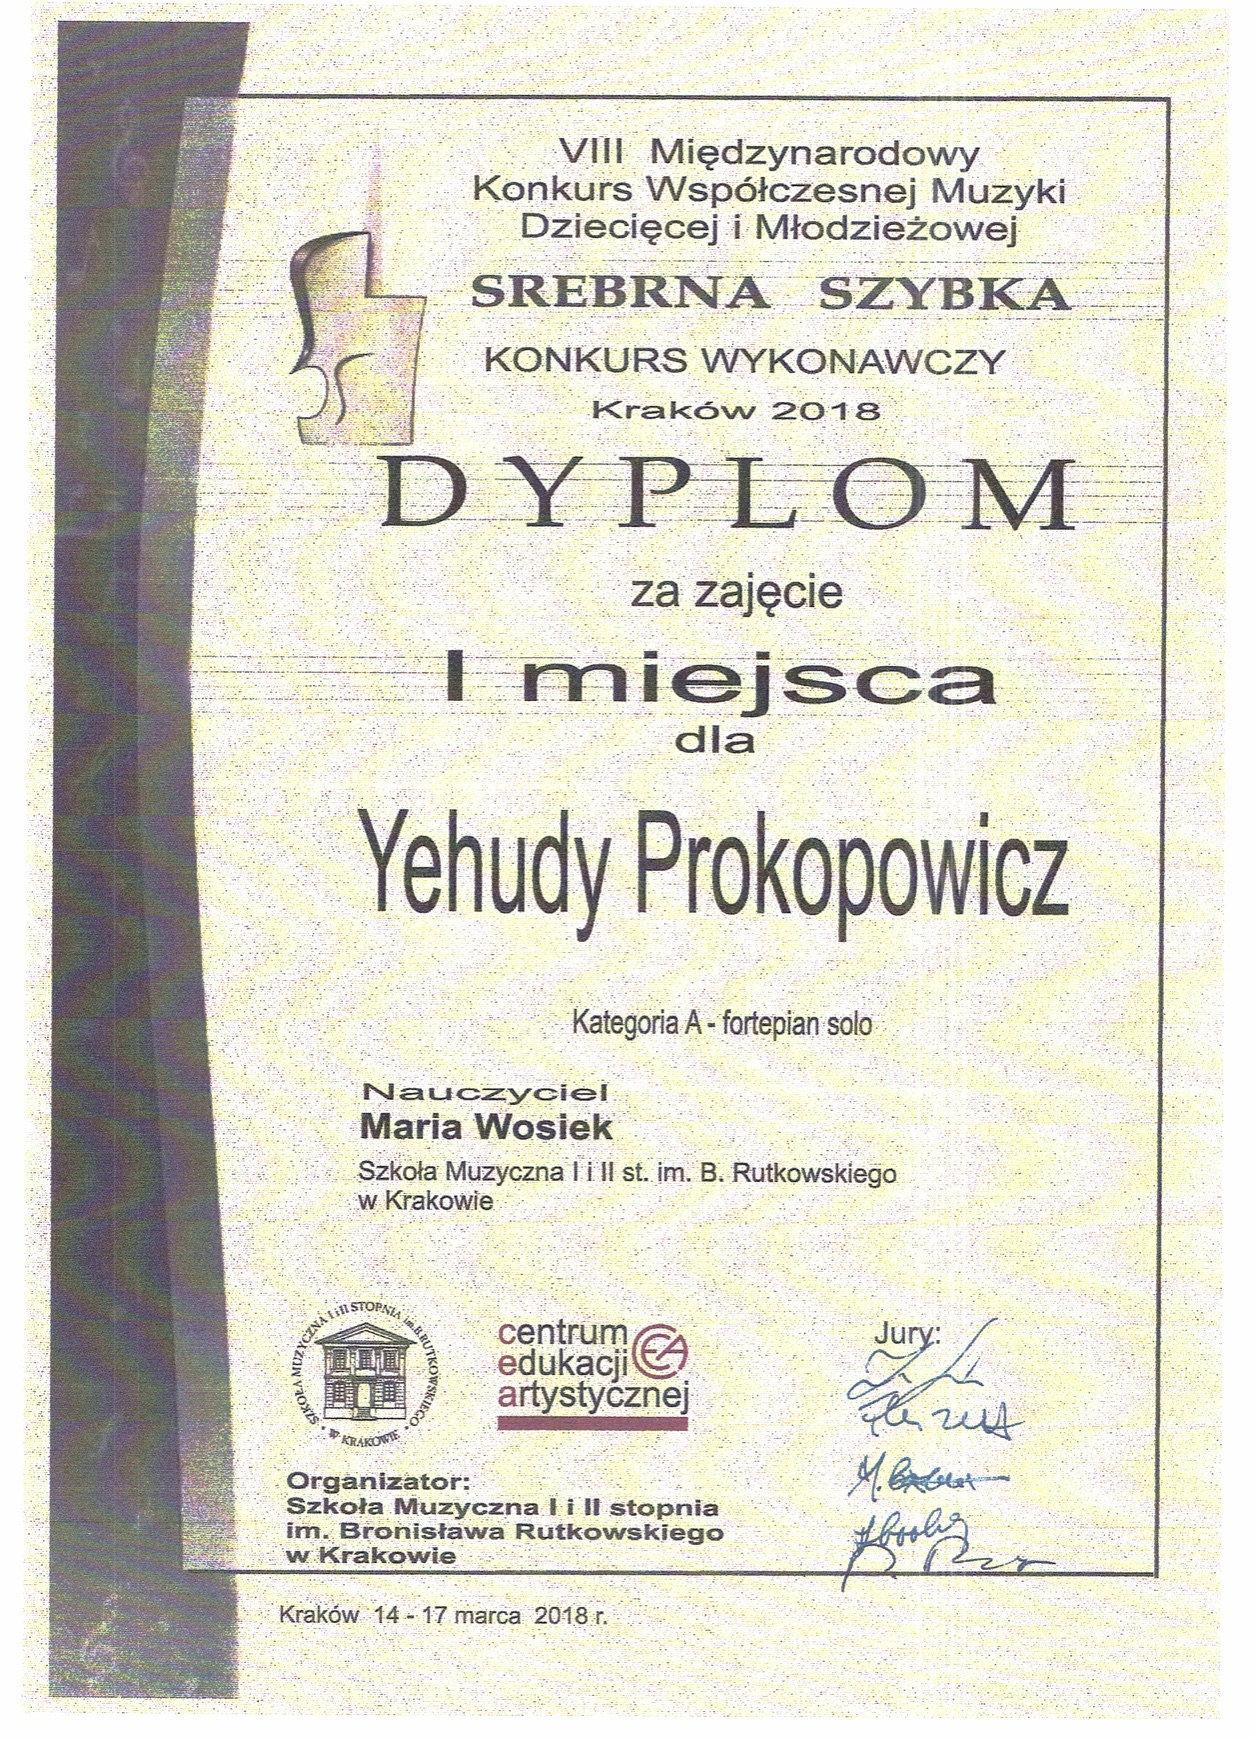 VIII Międzynarodowy
Konkurs Współczesnej Muzyki
Dziecięcej i Młodzieżowej
SREBRNA SZYBKA
KONKURS WYKONAWCZY
Kraków 2018
DYPLOM
za zajęcie
I miejsca
dla
Yehudy Prokopowicz
Kategoria A - fortepian solo
Nauczyciel
Maria Wosiek
Szkoła Muzyczna I i II st. im. B. Rutkowskiego
w Krakowie
SZKOŁA MUZYCZNA I i II STOPNIA im. B. RUTKOWSKIEGO
W KRAKOWIE
centrum
edukacji
artystycznej
CEA
Jury:
Organizator:
Szkoła Muzyczna I i II stopnia
im. Bronisława Rutkowskiego
w Krakowie
Kraków 14 - 17 marca 2018 r.